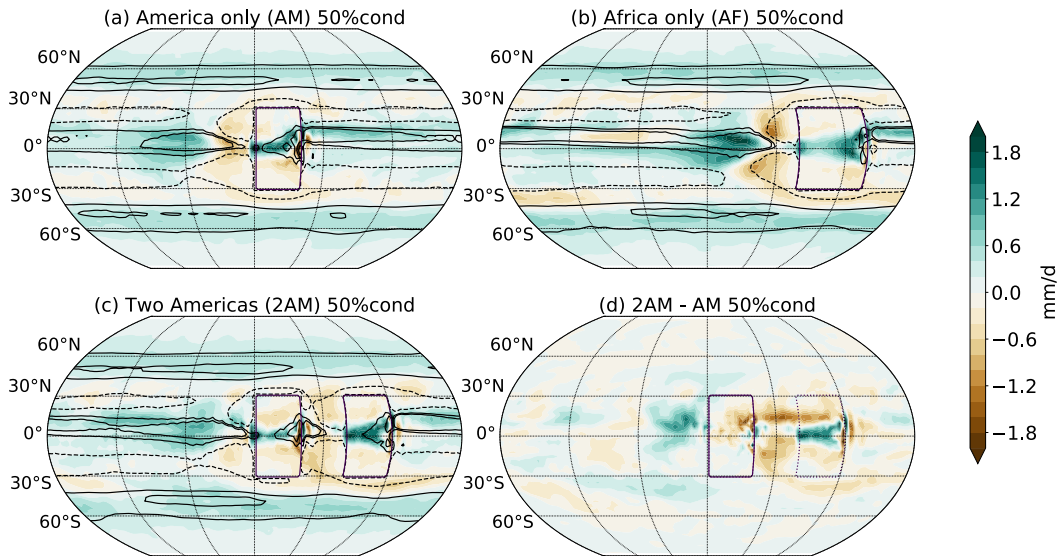 (a) America only (AM) 50%cond
60°N
30°N
0°
30°S
60°S
(b) Africa only (AF) 50%cond
60°N
30°N
0°
30°S
60°S
(c) Two Americas (2AM) 50%cond
60°N
30°N
0°
30°S
60°S
(d) 2AM - AM 50%cond
60°N
30°N
0°
30°S
60°S
1.8
1.2
0.6
0.0
−0.6
−1.2
−1.8
mm/d